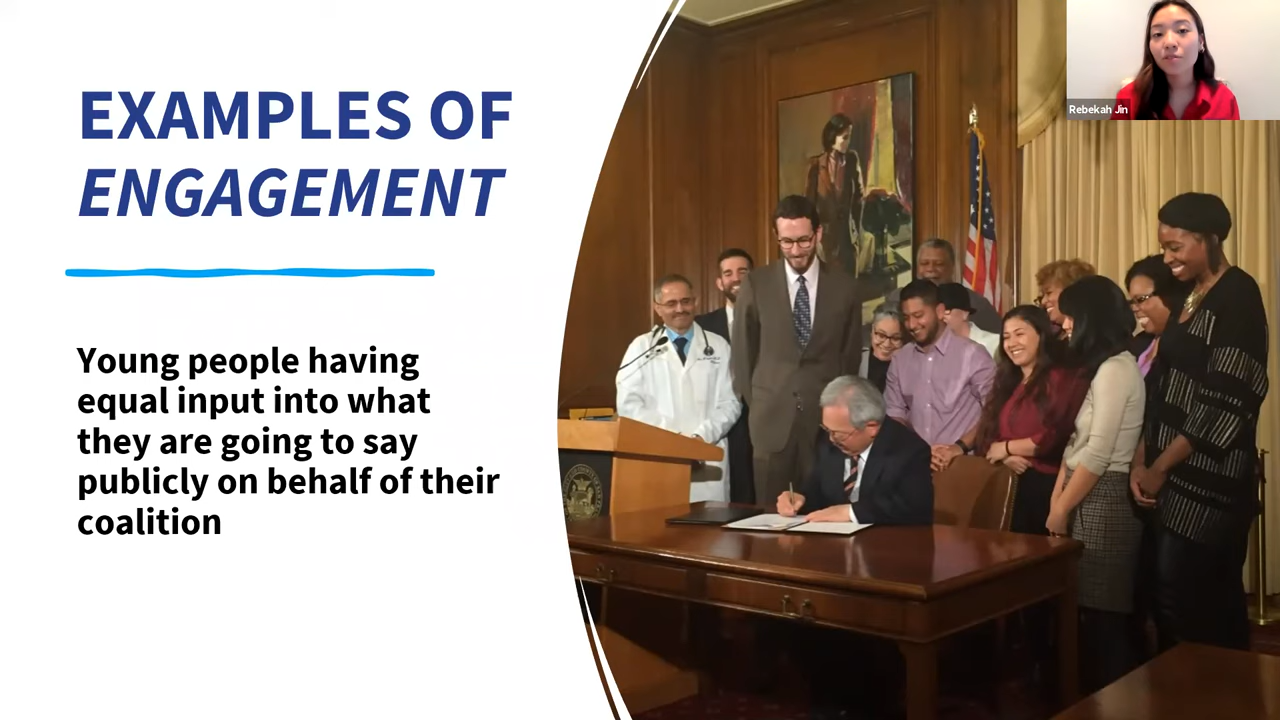 EXAMPLES OF
ENGAGEMENT
Young people having
equal input into what
they are going to say
publicly on behalf of their
coalition
Rebekah Jin